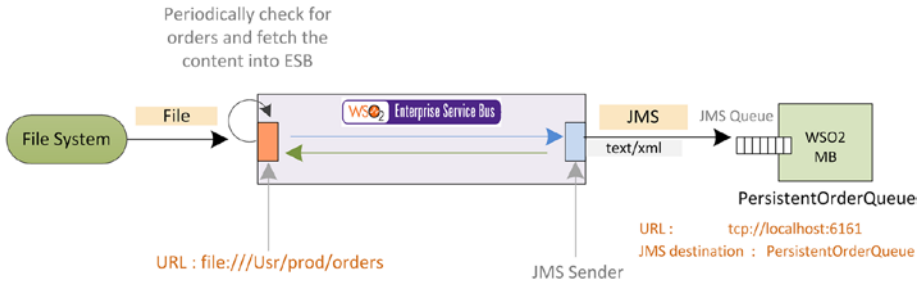 Periodically check for
orders and fetch the
content into ESB
File System
File
WSO2 Enterprise Service Bus
JMS
text/xml
JMS Queue
WSO2
MB
PersistentOrderQueue
URL : file:///Usr/prod/orders
JMS Sender
URL : tcp://localhost:6161
JMS destination : PersistentOrderQueue